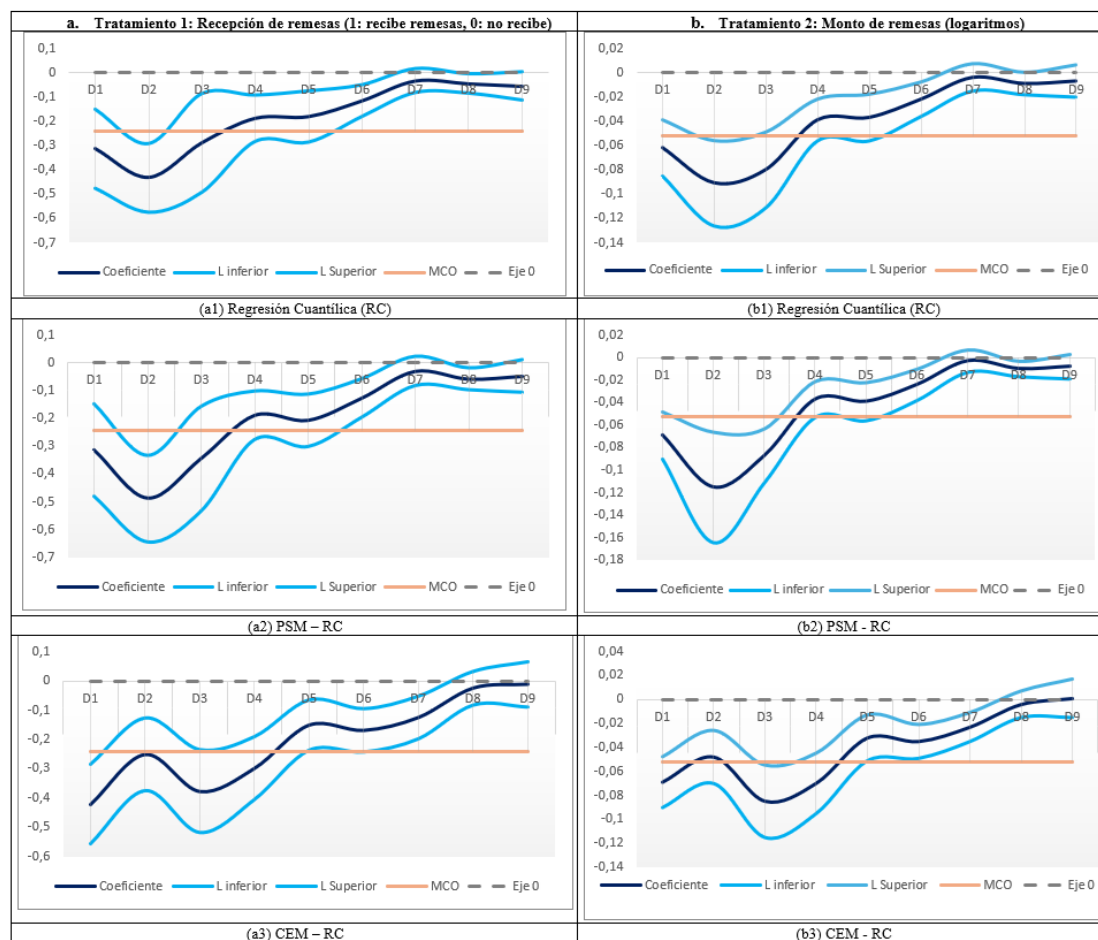 a. Tratamiento 1: Recepción de remesas (1: recibe remesas, 0: no recibe)
b. Tratamiento 2: Monto de remesas (logaritmos)
0,1
0
-0,1
-0,2
-0,3
-0,4
-0,5
-0,6
-0,7
D1 D2 D3 D4 D5 D6 D7 D8 D9
Coeficiente L inferior L Superior MCO Eje 0
0,02
0
-0,02
-0,04
-0,06
-0,08
-0,1
-0,12
-0,14
D1 D2 D3 D4 D5 D6 D7 D8 D9
Coeficiente L inferior L Superior MCO Eje 0
(a1) Regresión Cuantílica (RC)
(b1) Regresión Cuantílica (RC)
0,1
0
-0,1
-0,2
-0,3
-0,4
-0,5
-0,6
-0,7
D1 D2 D3 D4 D5 D6 D7 D8 D9
Coeficiente L inferior L Superior MCO Eje 0
0,02
0
-0,02
-0,04
-0,06
-0,08
-0,1
-0,12
-0,14
-0,16
-0,18
D1 D2 D3 D4 D5 D6 D7 D8 D9
Coeficiente L inferior L Superior MCO Eje 0
(a2) PSM – RC
(b2) PSM - RC
0,1
0
-0,1
-0,2
-0,3
-0,4
-0,5
-0,6
D1 D2 D3 D4 D5 D6 D7 D8 D9
Coeficiente L inferior L Superior MCO Eje 0
0,04
0,02
0
-0,02
-0,04
-0,06
-0,08
-0,1
-0,12
-0,14
D1 D2 D3 D4 D5 D6 D7 D8 D9
Coeficiente L inferior L Superior MCO Eje 0
(a3) CEM – RC
(b3) CEM - RC